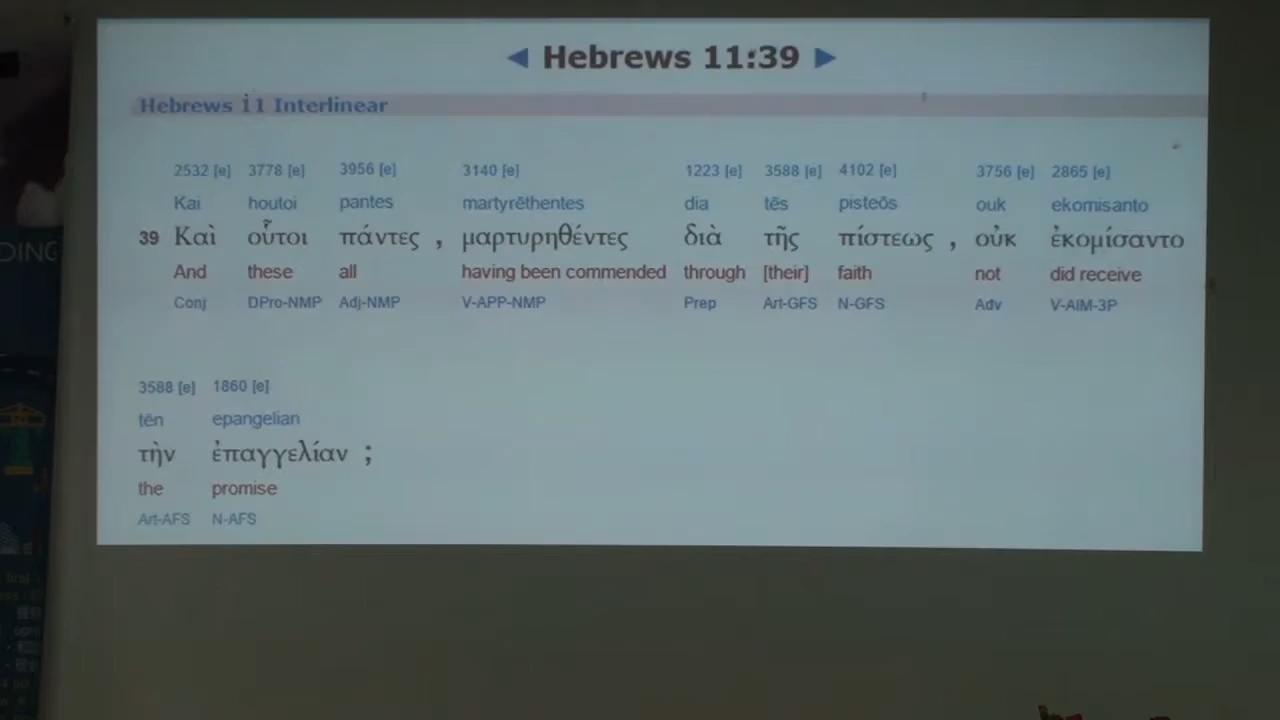 ◄ Hebrews 11:39 ►
Hebrews 11 Interlinear
2532 [e] 3778 [e] 3956 [e] 3140 [e] 1223 [e] 3588 [e] 4102 [e] 3756 [e] 2865 [e]
Kai houtoi pantes martyrēthentes dia tēs pisteōs ouk ekomisanto
39 Καὶ οὗτοι πάντες , μαρτυρηθέντες διὰ τῆς πίστεως , οὐκ ἐκομίσαντο
And these all having been commended through [their] faith not did receive
Conj DPro-NMP Adj-NMP V-APP-NMP Prep Art-GFS N-GFS Adv V-AIM-3P
3588 [e] 1860 [e]
tēn epangelian
τὴν ἐπαγγελίαν ;
the promise
Art-AFS N-AFS
DING